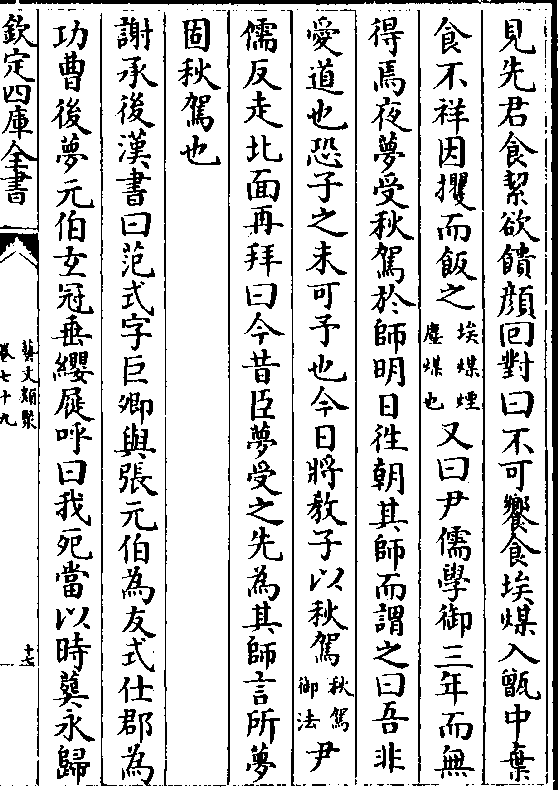 見先君食絜欲饋顔回對曰不可饗食埃煤入甑中棄
食不祥因攫而飯之埃煤煙塵煤也又曰尹儒學御三年而無
得焉夜夢受秋駕於師明日往朝其師而謂之曰吾非
愛道也恐子之未可予也今日將教子以秋駕秋駕御法尹
儒反走北面再拜曰今昔臣夢受之先為其師言所夢
固秋駕也
謝承後漢書曰范式字巨卿與張元伯為友式仕郡為
功曹後夢元伯玄冠垂纓屣呼曰我死當以時葬永歸
欽定四庫全書
藝文類聚
卷七十九
十七